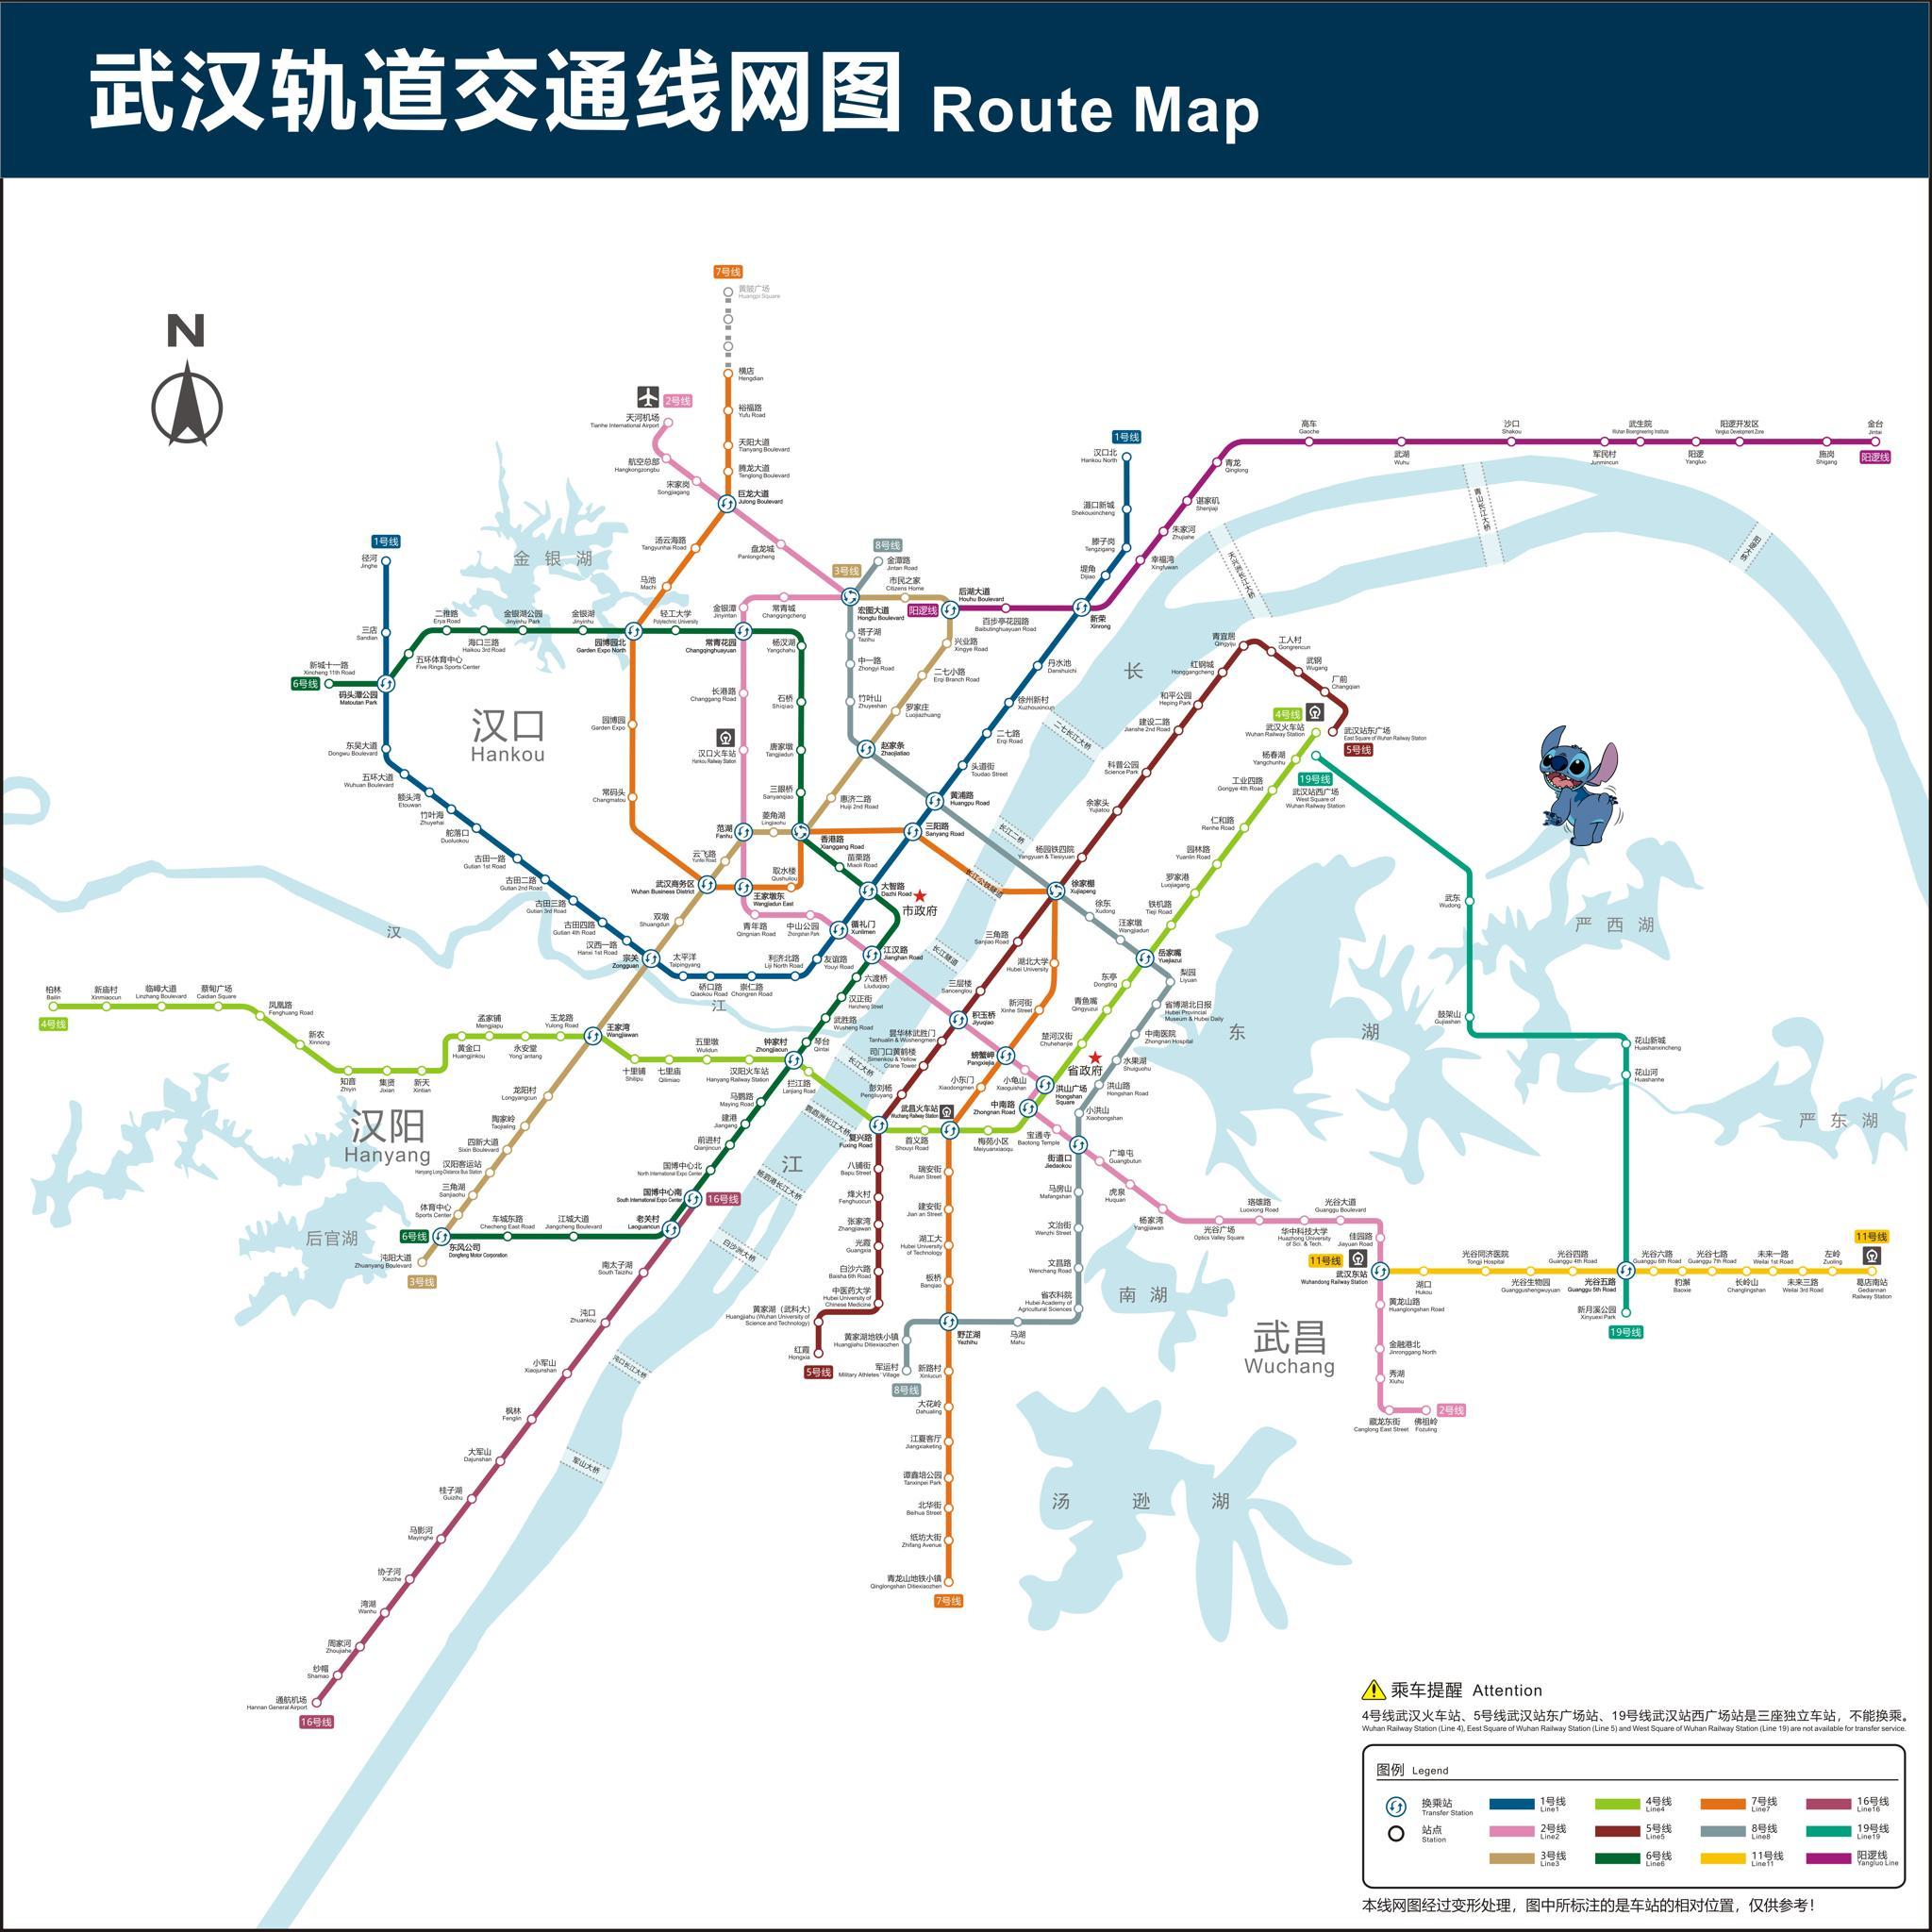 武汉轨道交通线网图 Route Map
N
7号线
黄陂广场
Huangpi Square
横店
Hengdian
裕福路
Yufu Road
天阳大道
Tianyang Boulevard
腾龙大道
Tenglong Boulevard
巨龙大道
Julong Boulevard
2号线
天河机场
Tianhe International Airport
航空总部
Hangkongzongbu
宋家岗
Songjiagang
汤云海路
Tangyunhai Road
马池
Machi
盘龙城
Panlongcheng
8号线
金潭路
Jintan Road
3号线
市民之家
Citizens Home
宏图大道
Hongtu Boulevard
阳逻线
后湖大道
Houhu Boulevard
百步亭花园路
Baibutinghuayuan Road
1号线
汉口北
Hankou North
滠口新城
Shekouxincheng
滕子岗
Tengzigang
堤角
Dijiao
新荣
Xinrong
幸福湾
Xingfuwan
朱家河
Zhujiahe
谌家矶
Shenjiaji
青龙
Qinglong
高车
Gaoche
武湖
Wuhu
沙口
Shakou
军民村
Junmincun
武生院
Wuhan Bioengineering Institute
阳逻
Yangluo
阳逻开发区
Yangluo Development Zone
施岗
Shigang
金台
Jintai
阳逻线
1号线
径河
Jinghe
三店
Sandian
6号线
新城十一路
Xincheng 11th Road
码头潭公园
Matoutan Park
五环体育中心
Five Rings Sports Center
二雅路
Erya Road
海口三路
Haikou 3rd Road
金银湖公园
Jinyinhu Park
金银湖
Jinyinhu
园博园北
Garden Expo North
轻工大学
Polytechnic University
常青花园
Changqinghuayuan
金银潭
Jinyintan
常青城
Changqingcheng
杨汊湖
Yangchahu
石桥
Shiqiao
唐家墩
Tangjiadun
三眼桥
Sanyanqiao
香港路
Xianggang Road
苗栗路
Miaoli Road
大智路
Dazhi Road
长港路
Changgang Road
汉口火车站
Hankou Railway Station
范湖
Fanhu
菱角湖
Lingjiaohu
云飞路
Yunfei Road
取水楼
Qushuilou
武汉商务区
Wuhan Business District
王家墩东
Wangjiadun East
青年路
Qingnian Road
中山公园
Zhongshan Park
循礼门
Xunlimen
友谊路
Youyi Road
利济北路
Liji North Road
崇仁路
Chongren Road
硚口路
Qiaokou Road
太平洋
Taipingyang
宗关
Zongguan
双墩
Shuangdun
园博园
Garden Expo
常码头
Changmatou
塔子湖
Tazihu
中一路
Zhongyi Road
竹叶山
Zhuyeshan
赵家条
Zhaojiatiao
兴业路
Xingye Road
二七小路
Erqi Branch Road
罗家庄
Luojiazhuang
惠济二路
Huiji 2nd Road
丹水池
Danshuichi
徐州新村
Xuzhouxincun
二七路
Erqi Road
头道街
Toudao Street
黄浦路
Huangpu Road
三阳路
Sanyang Road
东吴大道
Dongwu Boulevard
五环大道
Wuhuan Boulevard
额头湾
Etouwan
竹叶海
Zhuyehai
舵落口
Duoluokou
古田一路
Gutian 1st Road
古田二路
Gutian 2nd Road
古田三路
Gutian 3rd Road
古田四路
Gutian 4th Road
汉西一路
Hanxi 1st Road
江汉路
Jianghan Road
六渡桥
Liuduqiao
汉正街
Hanzheng Street
武胜路
Wusheng Road
琴台
Qintai
钟家村
Zhongjiacun
拦江路
Lanjiang Road
马鹦路
Maying Road
建港
Jiangang
前进村
Qianjincun
国博中心北
North International Expo Center
国博中心南
South International Expo Center
16号线
老关村
Laoguancun
江城大道
Jiangcheng Boulevard
车城东路
Checheng East Road
东风公司
Dongfeng Motor Corporation
6号线
柏林
Bailin
4号线
新庙村
Xinmiaocun
临嶂大道
Linzhang Boulevard
蔡甸广场
Caidian Square
凤凰路
Fenghuang Road
新农
Xinnong
知音
Zhiyin
集贤
Jixian
新天
Xintian
黄金口
Huangjinkou
孟家铺
Mengjiapu
永安堂
Yong'antang
玉龙路
Yulong Road
王家湾
Wangjiawan
十里铺
Shilipu
七里庙
Qilimiao
五里墩
Wulidun
汉阳火车站
Hanyang Railway Station
龙阳村
Longyangcun
陶家岭
Taojialing
四新大道
Sixin Boulevard
汉阳客运站
Hanyang Long-Distance Bus Station
三角湖
Sanjiaohu
体育中心
Sports Center
沌阳大道
Zhuanyang Boulevard
3号线
南太子湖
South Taizihu
沌口
Zhuankou
小军山
Xiaojunshan
枫林
Fenglin
大军山
Dajunshan
桂子湖
Guizihu
马影河
Mayinghe
协子河
Xiezihe
湾湖
Wanhu
周家河
Zhoujiahe
纱帽
Shamao
通航机场
Hannan General Airport
16号线
青宜居
Qingyiju
工人村
Gongrencun
武钢
Wugang
厂前
Changqian
武汉站东广场
East Square of Wuhan Railway Station
5号线
红钢城
Honggangcheng
和平公园
Heping Park
建设二路
Jianshe 2nd Road
科普公园
Science Park
余家头
Yujiatou
杨园铁四院
Yangyuan & Tiesiyuan
徐家棚
Xujiapeng
4号线
武汉火车站
Wuhan Railway Station
19号线
武汉站西广场
West Square of
Wuhan Railway Station
杨春湖
Yangchunhu
工业四路
Gongye 4th Road
仁和路
Renhe Road
园林路
Yuanlin Road
罗家港
Luojiagang
铁机路
Tieji Road
徐东
Xudong
汪家墩
Wangjiadun
岳家嘴
Yuejiazui
梨园
Liyuan
省博湖北日报
Hubei Provincial
Museum & Hubei Daily
中南医院
Zhongnan Hospital
水果湖
Shuiguohu
洪山路
Hongshan Road
小洪山
Xiaohongshan
东亭
Dongting
青鱼嘴
Qingyuzui
楚河汉街
Chuhehanjie
洪山广场
Hongshan
Square
三角路
Sanjiao Road
三层楼
Sancenglou
积玉桥
Jiyuqiao
昙华林武胜门
Tanhualin & Wushengmen
司门口黄鹤楼
Simenkou & Yellow
Crane Tower
彭刘杨
Pengliuyang
复兴路
Fuxing Road
湖北大学
Hubei University
新河街
Xinhe Street
螃蟹岬
Pangxiejia
小东门
Xiaodongmen
小龟山
Xiaoguishan
武昌火车站
Wuchang Railway Station
首义路
Shouyi Road
梅苑小区
Meiyuanxiaoqu
中南路
Zhongnan Road
宝通寺
Baotong Temple
街道口
Jiedaokou
广埠屯
Guangbutun
虎泉
Huquan
杨家湾
Yangjiawan
光谷广场
Optics Valley Square
珞雄路
Luoxiong Road
华中科技大学
Huazhong University
of Sci. & Tech.
光谷大道
Guanggu Boulevard
佳园路
Jiayuan Road
11号线
武汉东站
Wuhandong Railway Station
黄龙山路
Huanglongshan Road
金融港北
Jinronggang North
秀湖
Xiuhu
藏龙东街
Canglong East Street
佛祖岭
Fozuling
2号线
湖口
Hukou
光谷同济医院
Tongji Hospital
光谷生物园
Guanggushengwuyuan
光谷四路
Guanggu 4th Road
光谷五路
Guanggu 5th Road
光谷六路
Guanggu 6th Road
豹澥
Baoxie
光谷七路
Guanggu 7th Road
长岭山
Changlingshan
未来一路
Weilai 1st Road
未来三路
Weilai 3rd Road
左岭
Zuoling
葛店南站
Gediannan
Railway Station
11号线
武东
Wudong
鼓架山
Gujiashan
花山新城
Huashanxincheng
花山河
Huashanhe
新月溪公园
Xinyuexi Park
19号线
八铺街
Bapu Street
烽火村
Fenghuocun
张家湾
Zhangjiawan
光霞
Guangxia
白沙六路
Baisha 6th Road
中医药大学
Hubei University of
Chinese Medicine
黄家湖（武科大）
Huangjiahu (Wuhan University of
Science and Technology)
红霞
Hongxia
5号线
瑞安街
Ruian Street
建安街
Jian an Street
湖工大
Hubei University
of Technology
板桥
Banqiao
野芷湖
Yezhihu
新路村
Xinlucun
大花岭
Dahualing
江夏客厅
Jiangxiaketing
谭鑫培公园
Tanxinpei Park
北华街
Beihua Street
纸坊大街
Zhifang Avenue
青龙山地铁小镇
Qinglongshan Ditiexiaozhen
7号线
马房山
Mafangshan
文治街
Wenzhi Street
文昌路
Wenchang Road
省农科院
Hubei Academy of
Agricultural Sciences
马湖
Mahu
黄家湖地铁小镇
Huangjiahu Ditiexiaozhen
军运村
Military Athletes' Village
8号线
汉口
Hankou
汉阳
Hanyang
武昌
Wuchang
市政府
省政府
金银湖
后官湖
东湖
南湖
汤逊湖
严西湖
严东湖
长
江
汉
江
天兴洲长江大桥
青山长江大桥
阳逻大桥
二七长江大桥
长江二桥
长江公铁隧道
长江隧道
长江大桥
鹦鹉洲长江大桥
杨泗港长江大桥
白沙洲大桥
沌口长江大桥
军山大桥
乘车提醒 Attention
4号线武汉火车站、5号线武汉站东广场站、19号线武汉站西广场站是三座独立车站，不能换乘。
Wuhan Railway Station (Line 4), Eest Square of Wuhan Railway Station (Line 5) and West Square of Wuhan Railway Station (Line 19) are not available for transfer service.
图例 Legend
换乘站
Transfer Station
站点
Station
1号线
Line1
2号线
Line2
3号线
Line3
4号线
Line4
5号线
Line5
6号线
Line6
7号线
Line7
8号线
Line8
11号线
Line11
16号线
Line16
19号线
Line19
阳逻线
Yangluo Line
本线网图经过变形处理，图中所标注的是车站的相对位置，仅供参考！